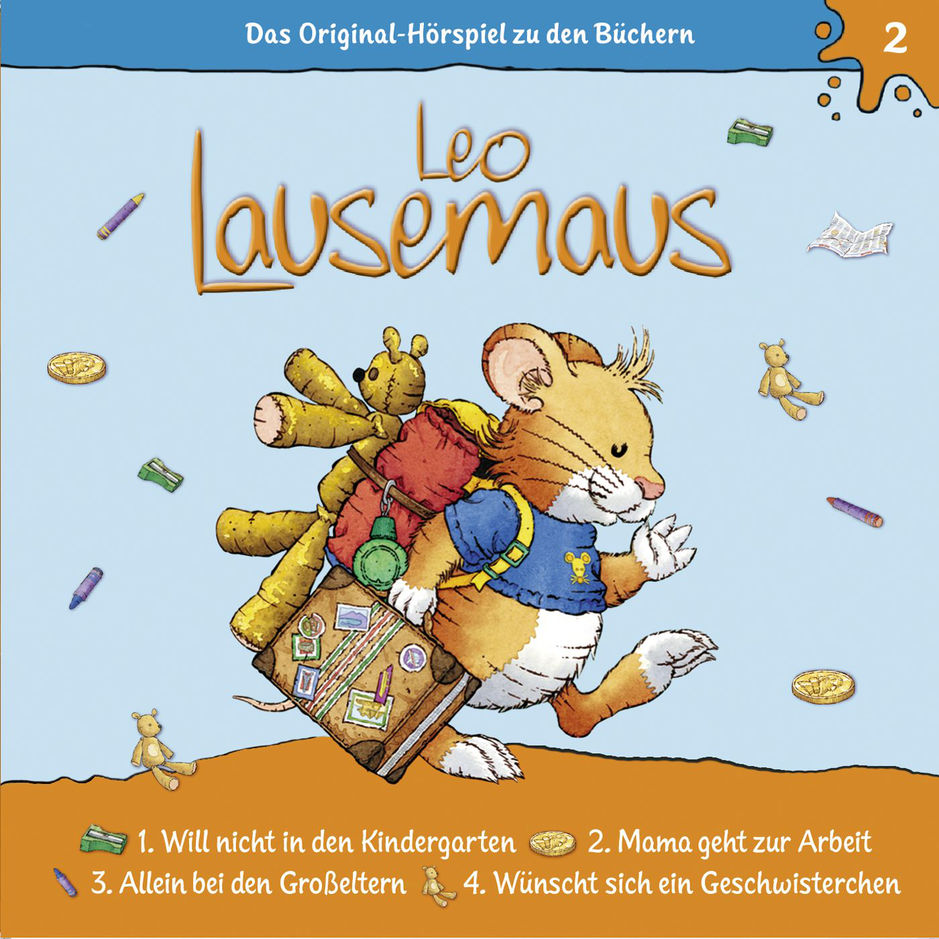 Das Original-Hörspiel zu den Büchern
2
Leo
Lausemaus
1. Will nicht in den Kindergarten 2. Mama geht zur Arbeit
3. Allein bei den Großeltern 4. Wünscht sich ein Geschwisterchen